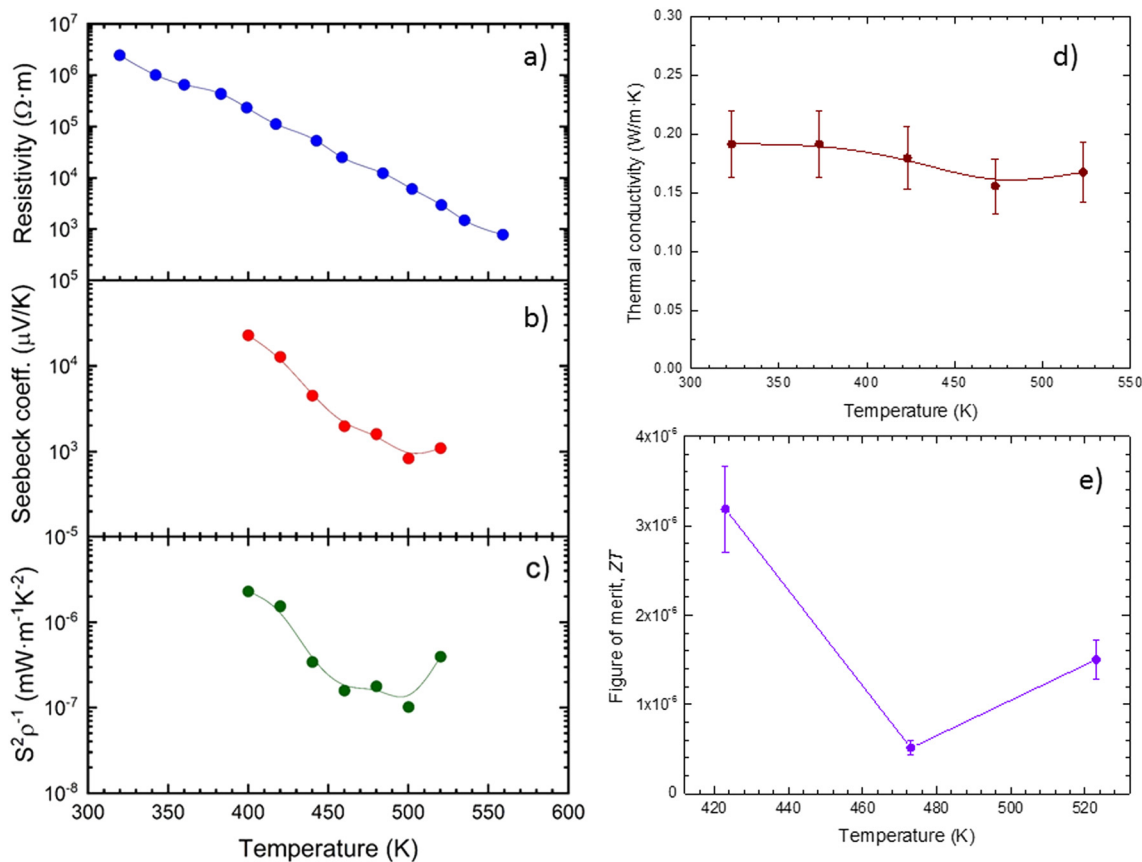 a)
Resistivity (Ω·m)
10⁷
10⁶
10⁵
10⁴
10³
10⁵
b)
Seebeck coeff. (μV/K)
10⁴
10³
10⁻⁵
c)
S²ρ⁻¹ (mW·m⁻¹K⁻²)
10⁻⁶
10⁻⁷
10⁻⁸
300 350 400 450 500 550 600
Temperature (K)
d)
Thermal conductivity (W/m·K)
0.30
0.25
0.20
0.15
0.10
0.05
0.00
300 350 400 450 500 550
Temperature (K)
e)
Figure of merit, ZT
4x10⁻⁶
3x10⁻⁶
2x10⁻⁶
1x10⁻⁶
0
420 440 460 480 500 520
Temperature (K)